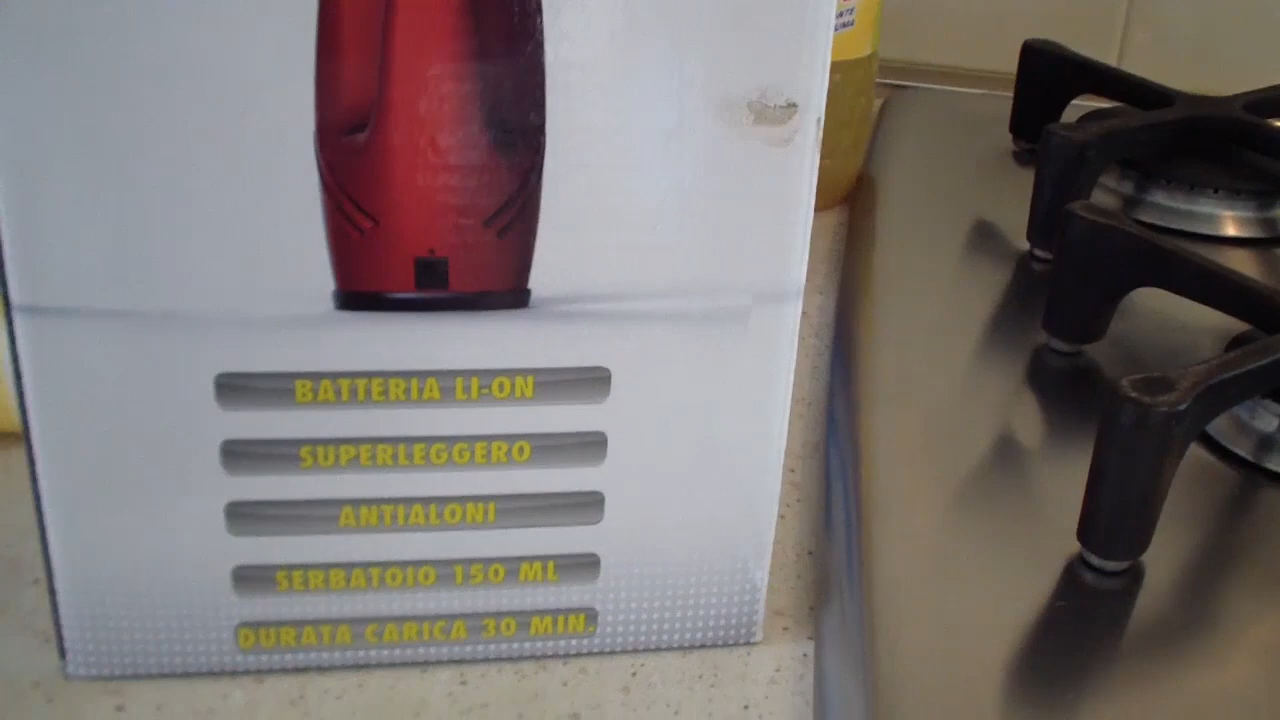 BATTERIA LI-ON
SUPERLEGGERO
ANTIALONI
SERBATOIO 150 ML
DURATA CARICA 30 MIN.